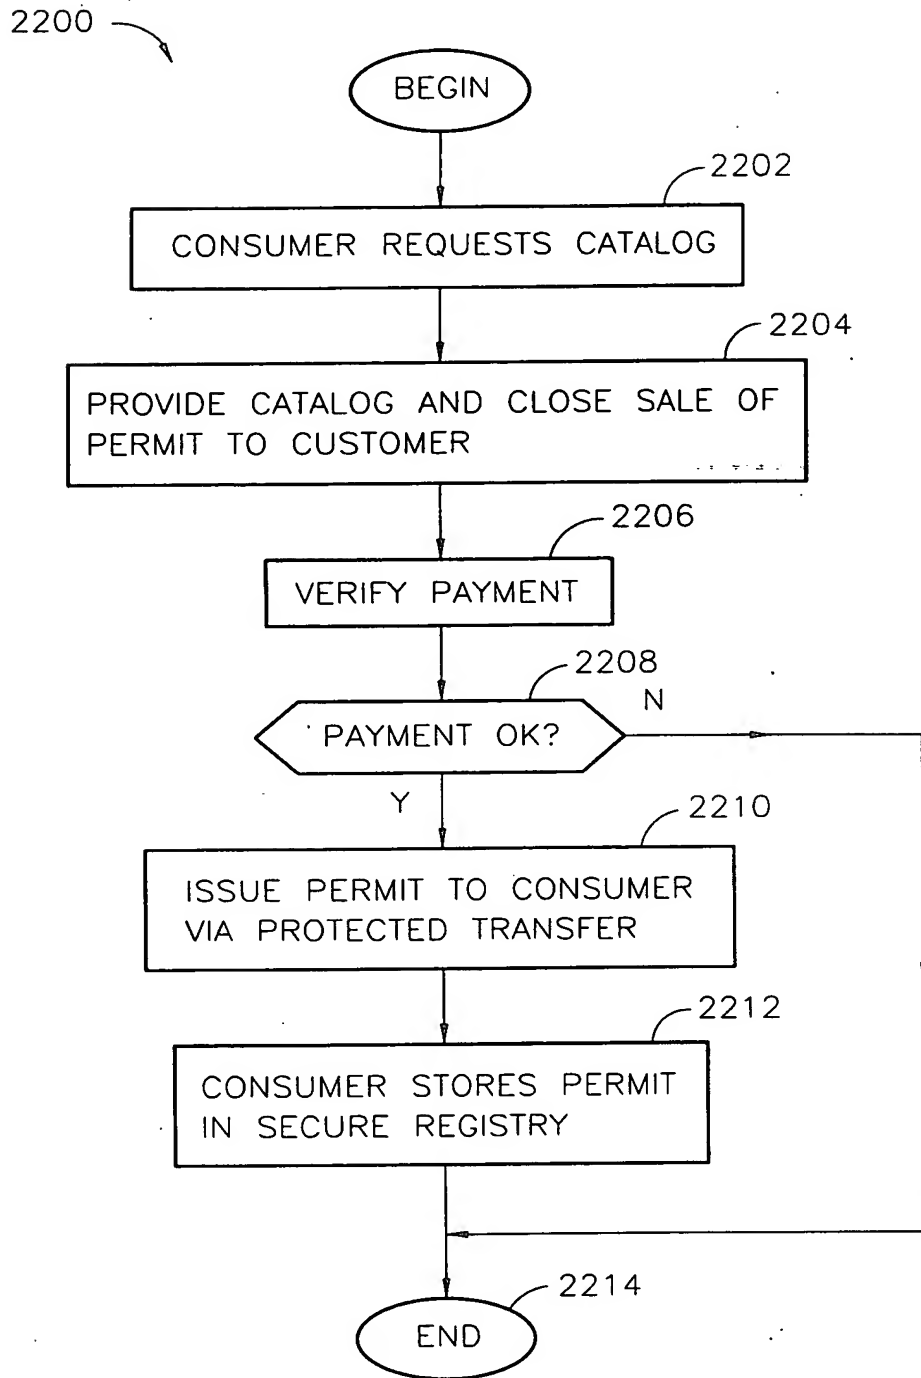 2200
BEGIN
2202
CONSUMER REQUESTS CATALOG
2204
PROVIDE CATALOG AND CLOSE SALE OF
PERMIT TO CUSTOMER
2206
VERIFY PAYMENT
2208
N
PAYMENT OK?
Y
2210
ISSUE PERMIT TO CONSUMER
VIA PROTECTED TRANSFER
2212
CONSUMER STORES PERMIT
IN SECURE REGISTRY
2214
END